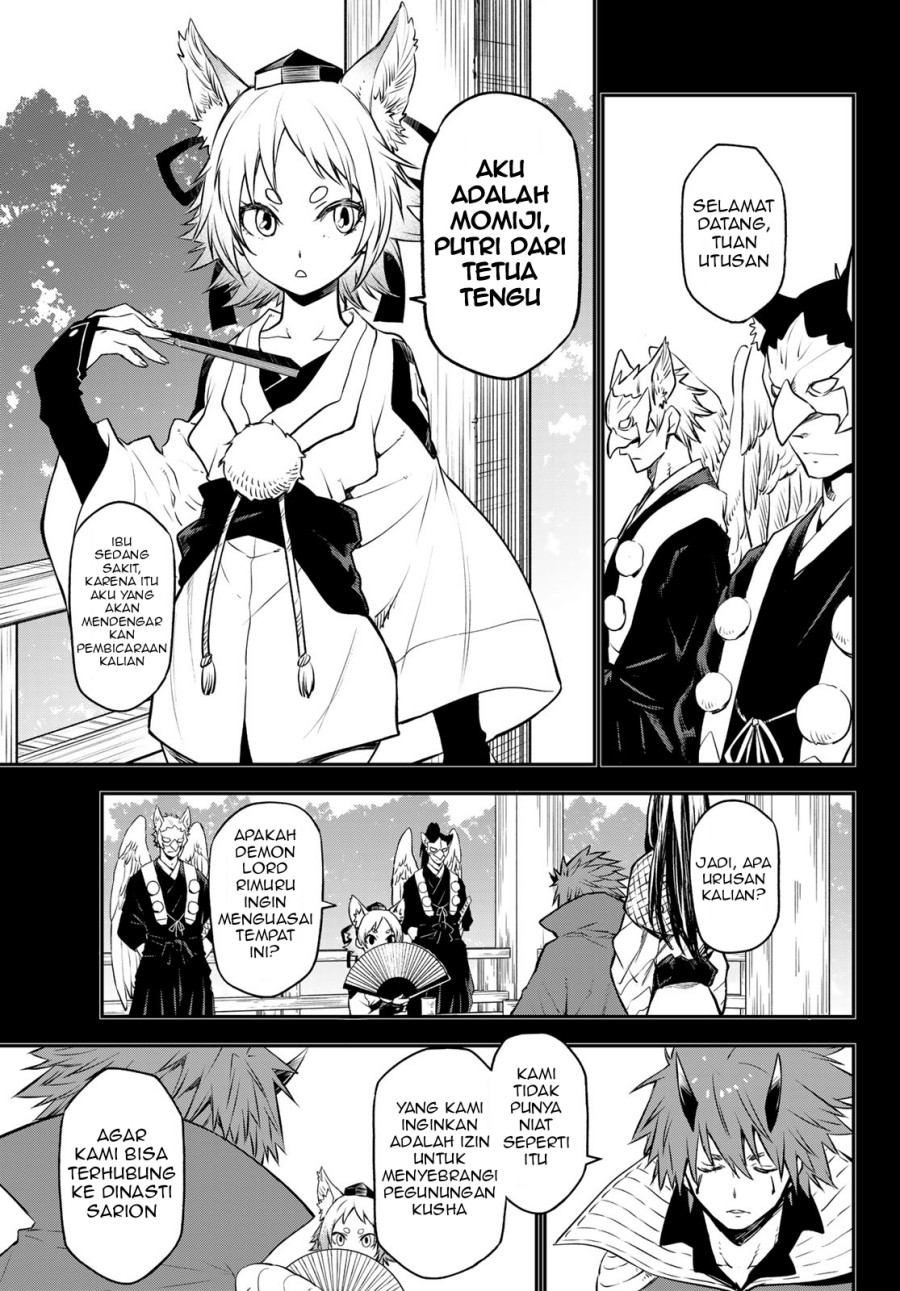 SELAMAT
DATANG,
TUAN
UTUSAN
AKU
ADALAH
MOMIJI,
PUTRI DARI
TETUA
TENGU
IBU
SEDANG
SAKIT,
KARENA ITU
AKU YANG
AKAN
MENDENGAR
KAN
PEMBICARAAN
KALIAN
JADI, APA
URUSAN
KALIAN?
APAKAH
DEMON
LORD
RIMURU
INGIN
MENGUASAI
TEMPAT
INI?
KAMI
TIDAK
PUNYA
NIAT
SEPERTI
ITU
YANG KAMI
INGINKAN
ADALAH IZIN
UNTUK
MENYEBRANGI
PEGUNUNGAN
KUSHA
AGAR
KAMI BISA
TERHUBUNG
KE DINASTI
SARION